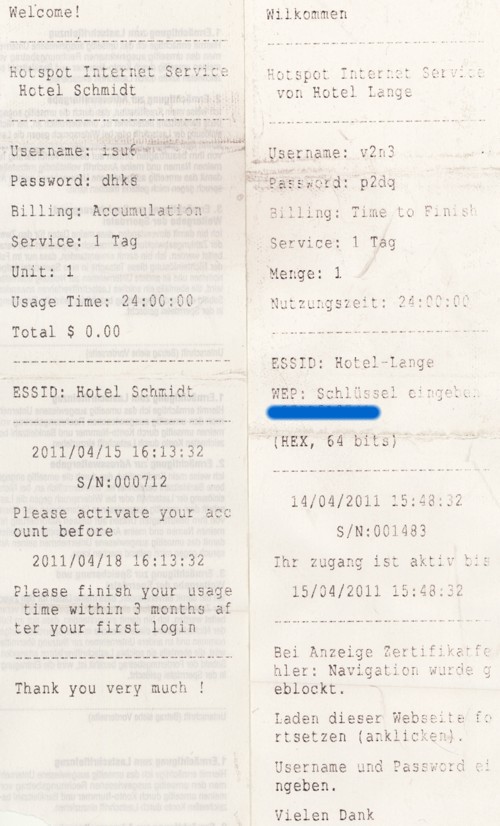 Welcome!
Hotspot Internet Service
Hotel Schmidt
Username: isu6
Password: dhks
Billing: Accumulation
Service: 1 Tag
Unit: 1
Usage Time: 24:00:00
Total $ 0.00
ESSID: Hotel Schmidt
2011/04/15 16:13:32
S/N:000712
Please activate your acc
ount before
2011/04/18 16:13:32
Please finish your usage
time within 3 months af
ter your first login
Thank you very much !
Wilkommen
Hotspot Internet Service
von Hotel Lange
Username: v2n3
Password: p2dq
Billing: Time to Finish
Service: 1 Tag
Menge: 1
Nutzungszeit: 24:00:00
ESSID: Hotel-Lange
WEP: Schlüssel eingeben
(HEX, 64 bits)
14/04/2011 15:48:32
S/N:001483
Ihr zugang ist aktiv bis
15/04/2011 15:48:32
Bei Anzeige Zertifikatfe
hler: Navigation wurde g
eblockt.
Laden dieser Webseite fo
rtsetzen (anklicken).
Username und Password ei
ngeben.
Vielen Dank